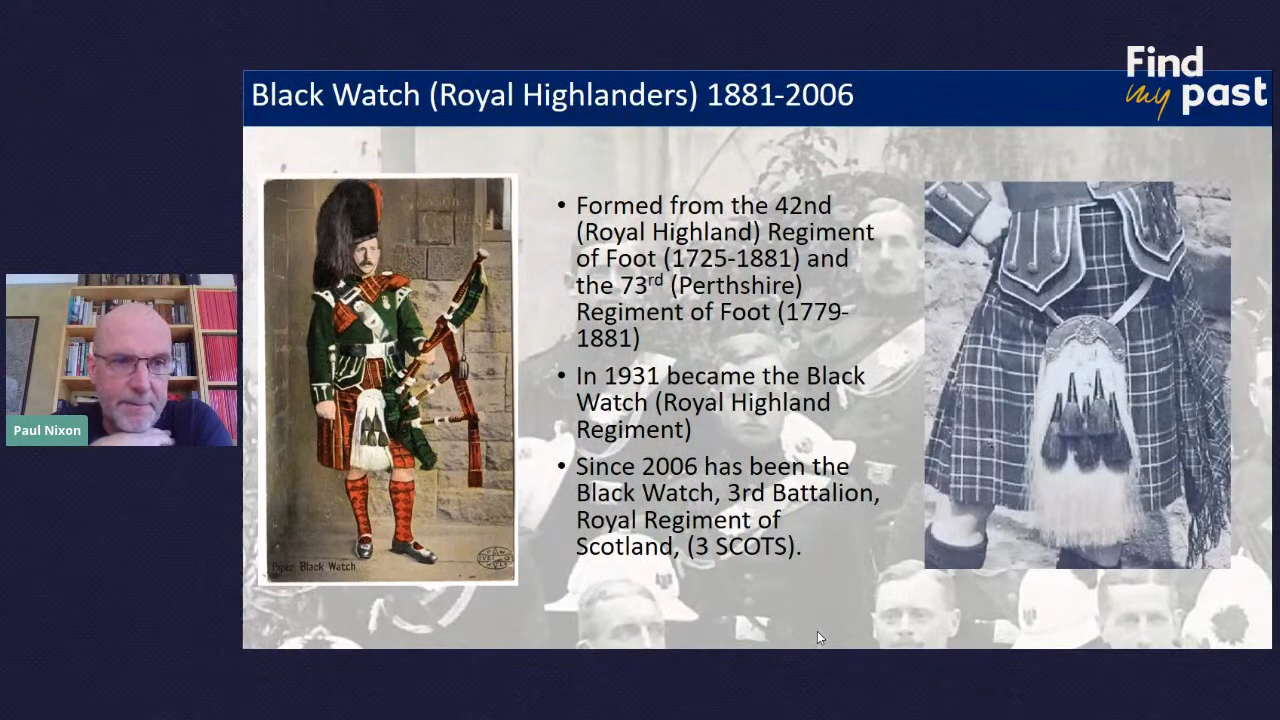 Find
my past
Black Watch (Royal Highlanders) 1881-2006
• Formed from the 42nd
(Royal Highland) Regiment
of Foot (1725-1881) and
the 73rd (Perthshire)
Regiment of Foot (1779-
1881)
• In 1931 became the Black
Watch (Royal Highland
Regiment)
• Since 2006 has been the
Black Watch, 3rd Battalion,
Royal Regiment of
Scotland, (3 SCOTS).
Piper Black Watch
Paul Nixon